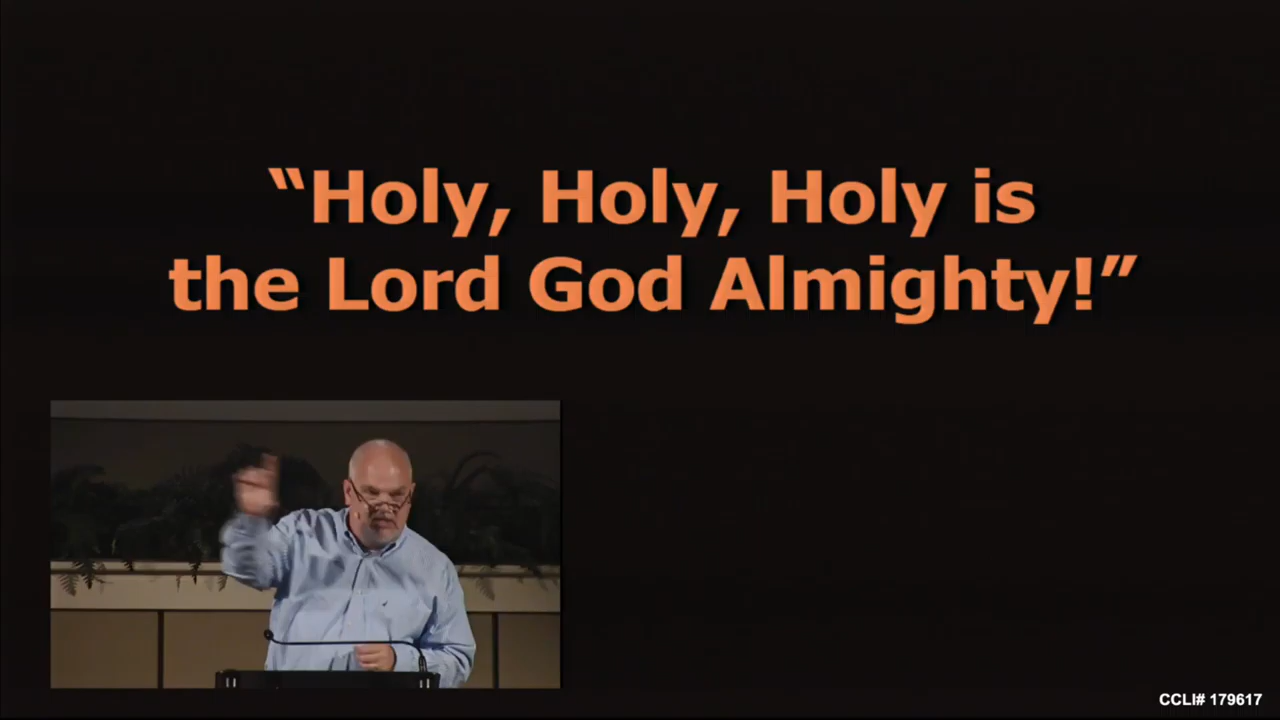 “Holy, Holy, Holy is
the Lord God Almighty!”
CCLI# 179617